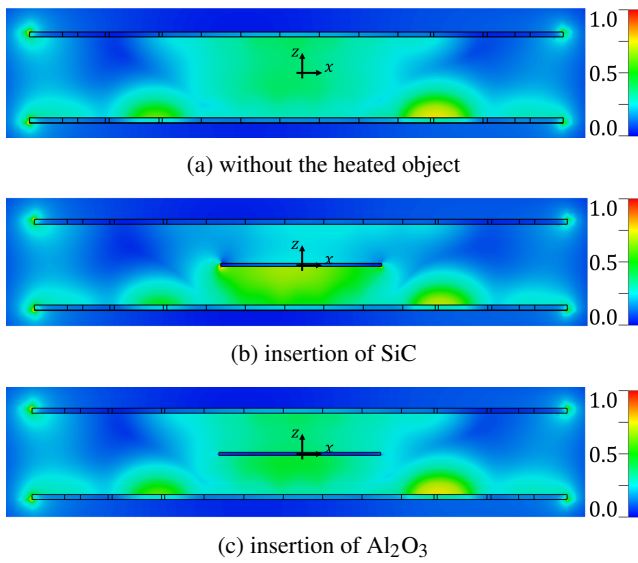 1.0
z
x
0.5
0.0
(a) without the heated object
1.0
z
x
0.5
0.0
(b) insertion of SiC
1.0
z
x
0.5
0.0
(c) insertion of Al₂O₃